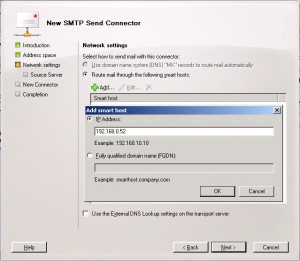 New SMTP Send Connector
Introduction
Address space
Network settings
Source Server
New Connector
Completion
Network settings
Select how to send mail with this connector:
Use domain name system (DNS) "MX" records to route mail automatically
Route mail through the following smart hosts:
Add...
Edit...
Smart host
Add smart host
IP Address:
192.168.0.52
Example: 192.168.10.10
Fully qualified domain name (FQDN):
Example: smarthost.company.com
OK
Cancel
Use the External DNS Lookup settings on the transport server
Help
< Back
Next >
Cancel